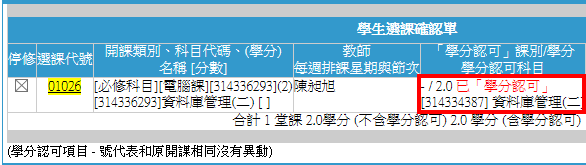 學生選課確認單
停修 選課代號 開課類別、科目代碼、(學分) 名稱 [分數] 教師 每週排課星期與節次 「學分認可」課別/學分 學分認可科目
01026 [必修科目][電腦課][314336293](2) 陳昶旭 - / 2.0 已「學分認可」
[314336293]資料庫管理(二) [ ] [314334387] 資料庫管理(二
合計 1 堂課 2.0學分 (不含學分認可) 2.0 學分 (含學分認可)
(學分認可項目 - 號代表和原開課相同沒有異動)